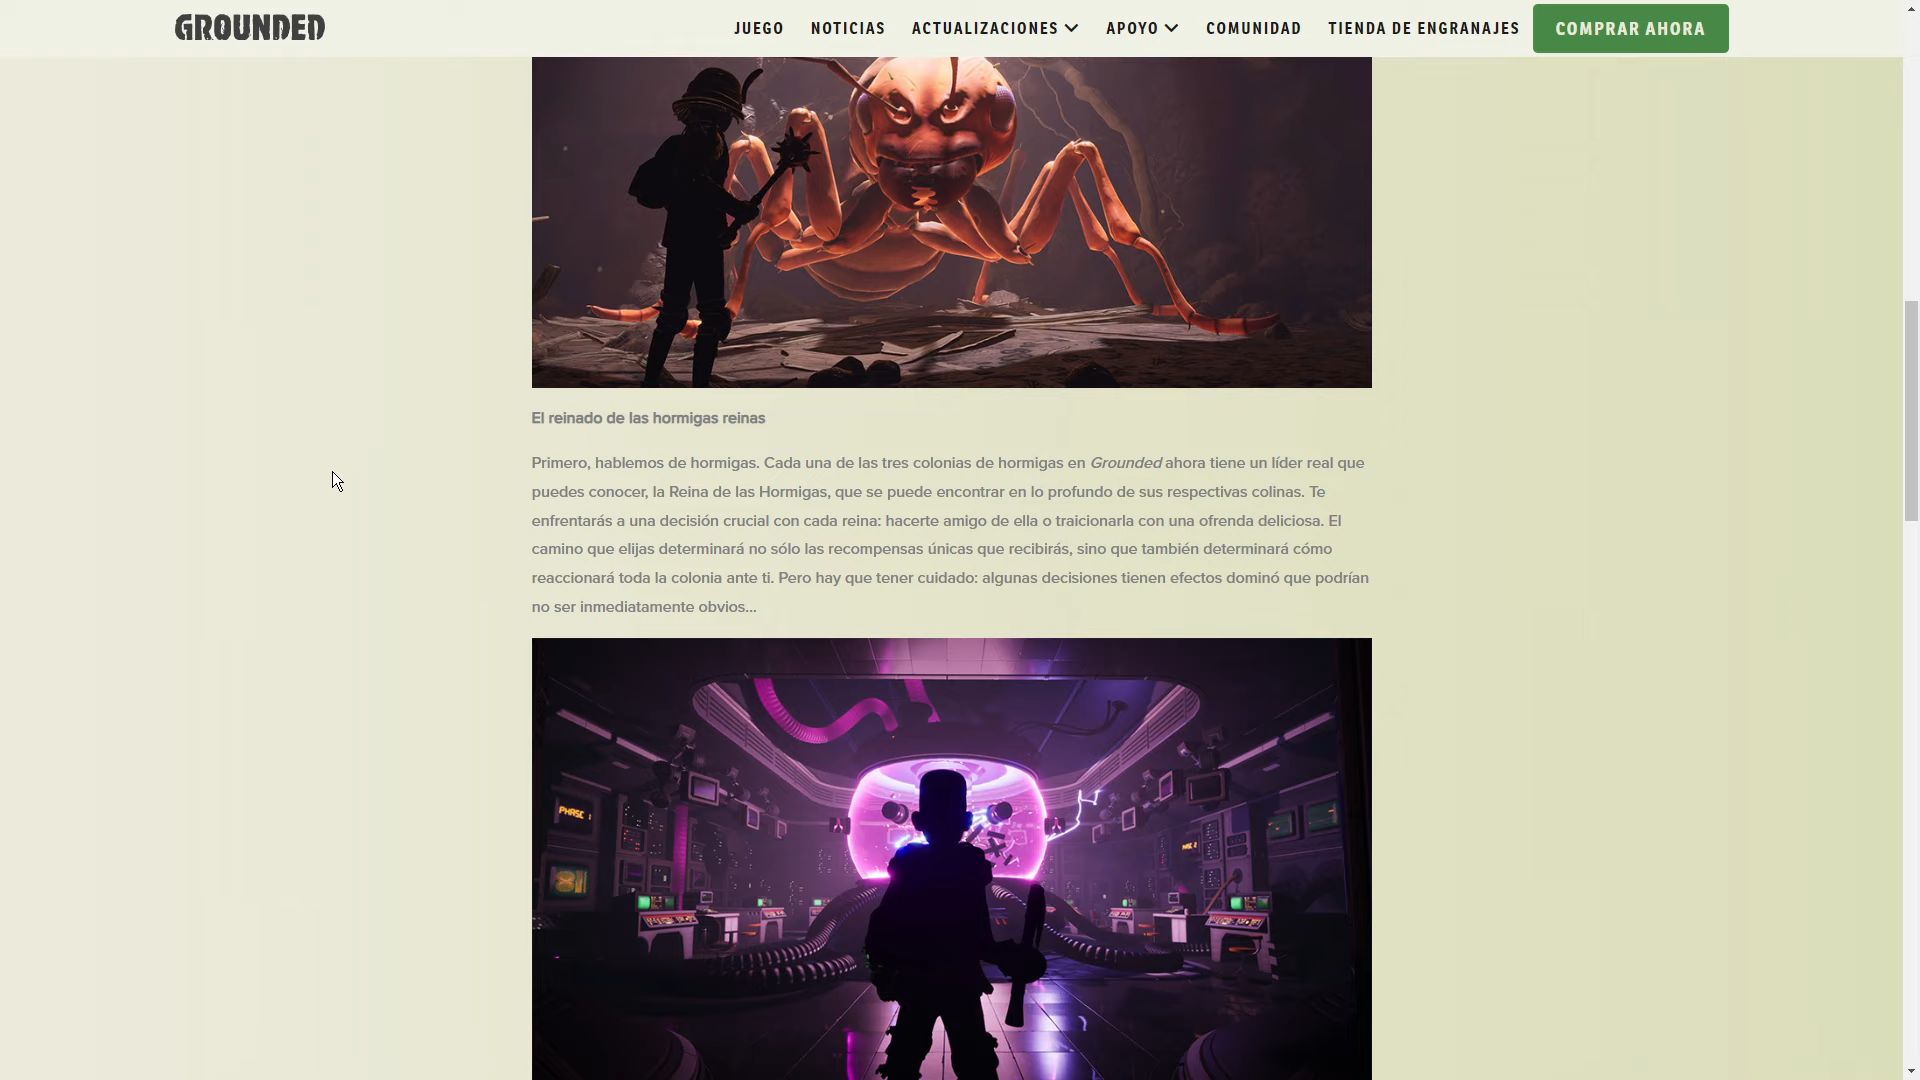 GROUNDED
JUEGO NOTICIAS ACTUALIZACIONES APOYO COMUNIDAD TIENDA DE ENGRANAJES COMPRAR AHORA
El reinado de las hormigas reinas
Primero, hablemos de hormigas. Cada una de las tres colonias de hormigas en Grounded ahora tiene un líder real que
puedes conocer, la Reina de las Hormigas, que se puede encontrar en lo profundo de sus respectivas colinas. Te
enfrentarás a una decisión crucial con cada reina: hacerte amigo de ella o traicionarla con una ofrenda deliciosa. El
camino que elijas determinará no sólo las recompensas únicas que recibirás, sino que también determinará cómo
reaccionará toda la colonia ante ti. Pero hay que tener cuidado: algunas decisiones tienen efectos dominó que podrían
no ser inmediatamente obvios...
PHASE